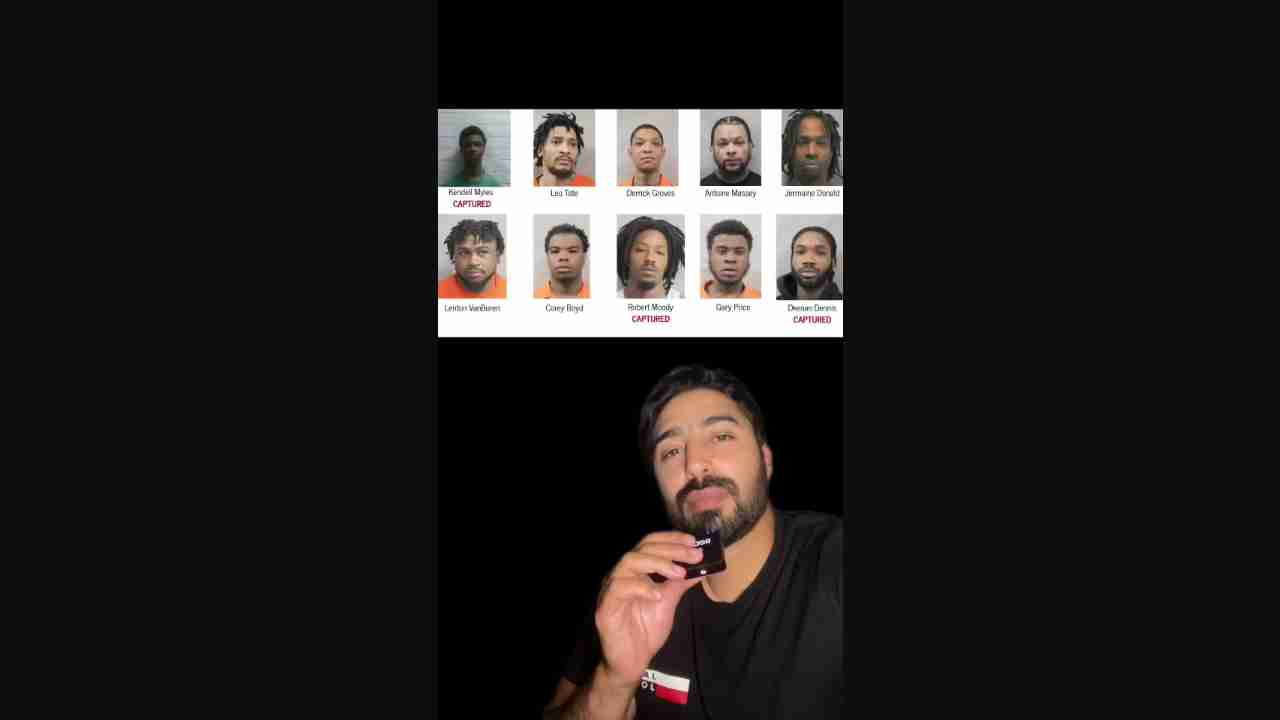 Kendell Myles
CAPTURED
Leo Tate
Derrick Groves
Antoine Massey
Jermaine Donald
Lenton VanBuren
Corey Boyd
Robert Moody
CAPTURED
Gary Price
Dkenan Dennis
CAPTURED